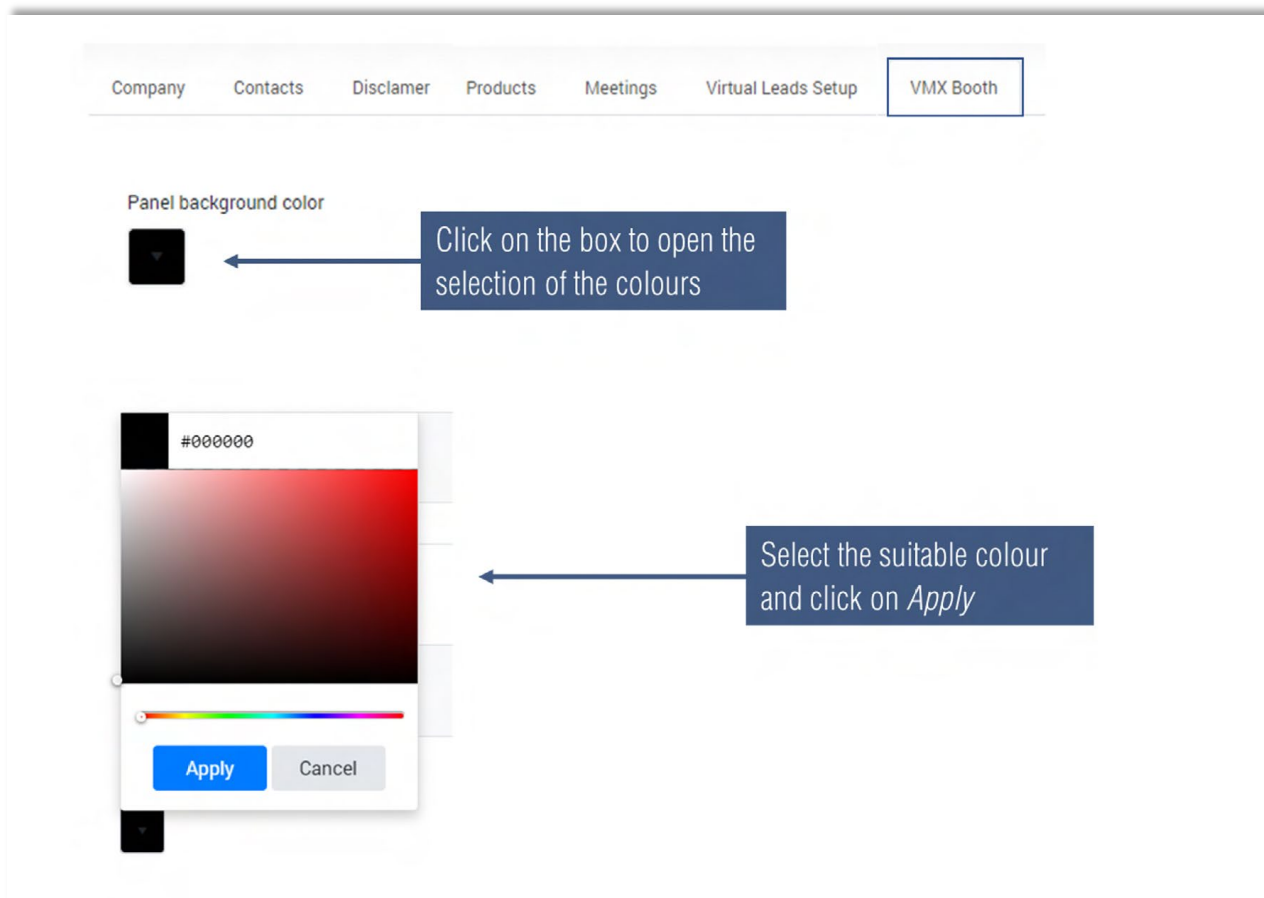 Company Contacts Disclamer Products Meetings Virtual Leads Setup VMX Booth
Panel background color
Click on the box to open the
selection of the colours
#000000
Select the suitable colour
and click on Apply
Apply Cancel